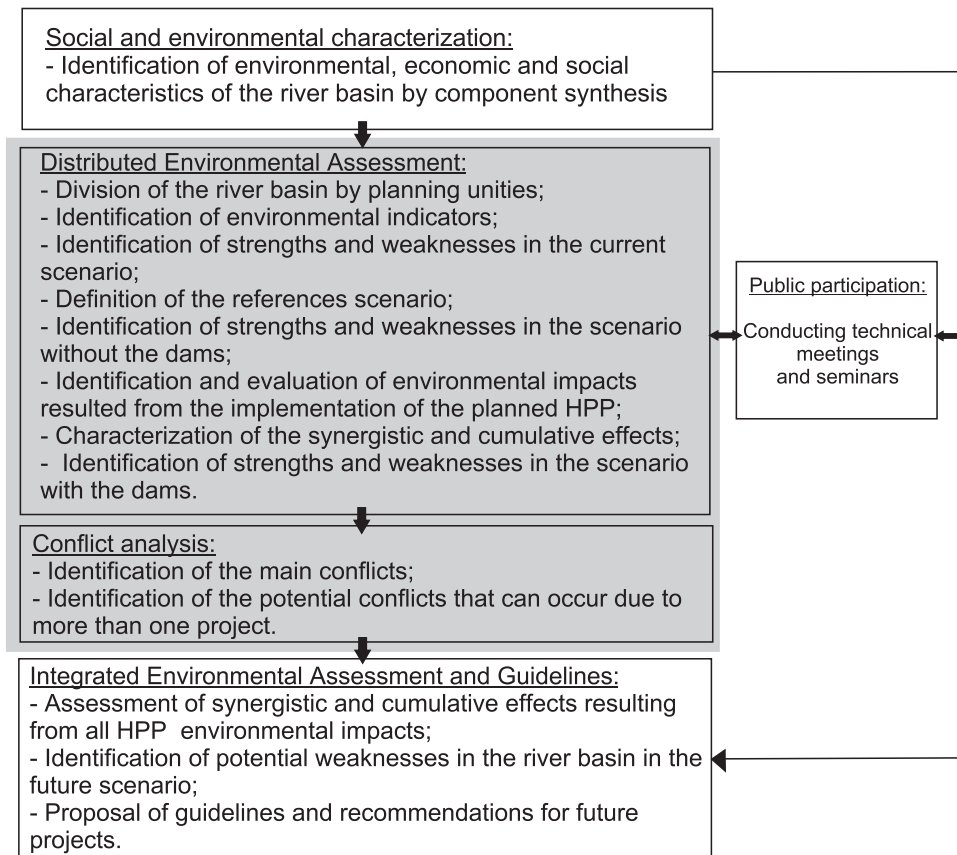 Social and environmental characterization:
- Identification of environmental, economic and social
characteristics of the river basin by component synthesis
Distributed Environmental Assessment:
- Division of the river basin by planning unities;
- Identification of environmental indicators;
- Identification of strengths and weaknesses in the current
scenario;
- Definition of the references scenario;
- Identification of strengths and weaknesses in the scenario
without the dams;
- Identification and evaluation of environmental impacts
resulted from the implementation of the planned HPP;
- Characterization of the synergistic and cumulative effects;
- Identification of strengths and weaknesses in the scenario
with the dams.
Public participation:
Conducting technical
meetings
and seminars
Conflict analysis:
- Identification of the main conflicts;
- Identification of the potential conflicts that can occur due to
more than one project.
Integrated Environmental Assessment and Guidelines:
- Assessment of synergistic and cumulative effects resulting
from all HPP environmental impacts;
- Identification of potential weaknesses in the river basin in the
future scenario;
- Proposal of guidelines and recommendations for future
projects.